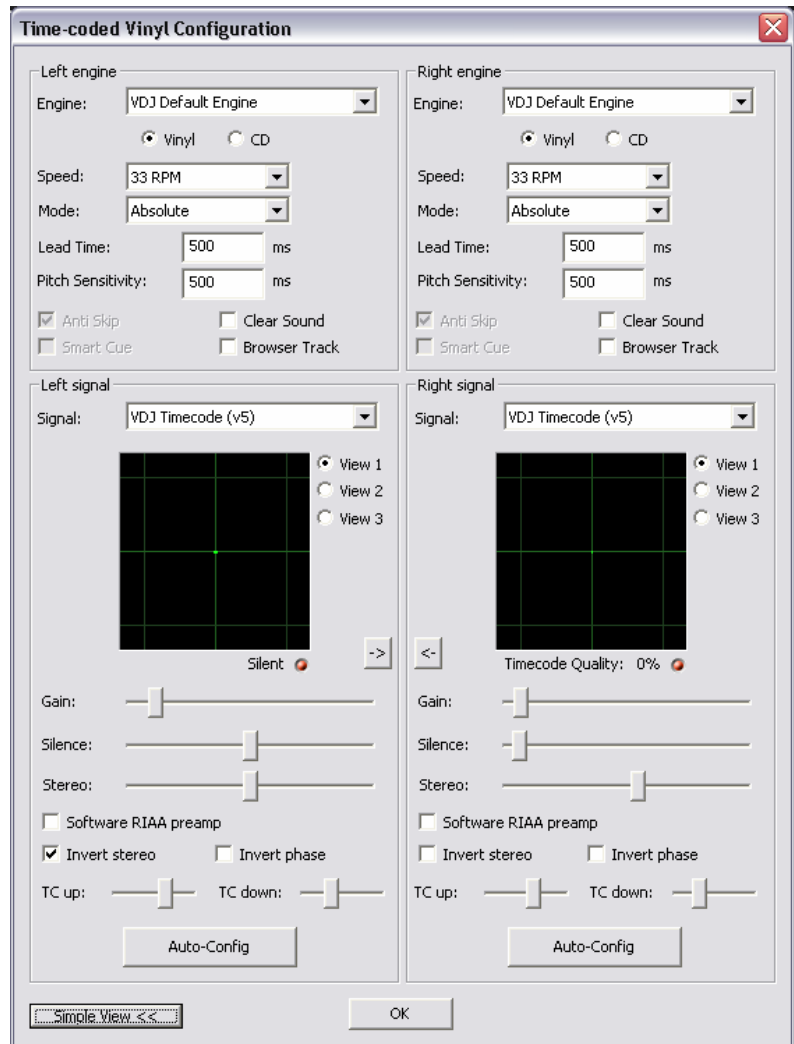 Time-coded Vinyl Configuration
Left engine
Engine: VDJ Default Engine
Vinyl CD
Speed: 33 RPM
Mode: Absolute
Lead Time: 500 ms
Pitch Sensitivity: 500 ms
Anti Skip Clear Sound
Smart Cue Browser Track
Right engine
Engine: VDJ Default Engine
Vinyl CD
Speed: 33 RPM
Mode: Absolute
Lead Time: 500 ms
Pitch Sensitivity: 500 ms
Anti Skip Clear Sound
Smart Cue Browser Track
Left signal
Signal: VDJ Timecode (v5)
View 1
View 2
View 3
->
Silent
Gain:
Silence:
Stereo:
Software RIAA preamp
Invert stereo Invert phase
TC up: TC down:
Auto-Config
Right signal
Signal: VDJ Timecode (v5)
View 1
View 2
View 3
<-
Timecode Quality: 0%
Gain:
Silence:
Stereo:
Software RIAA preamp
Invert stereo Invert phase
TC up: TC down:
Auto-Config
Simple View <<
OK